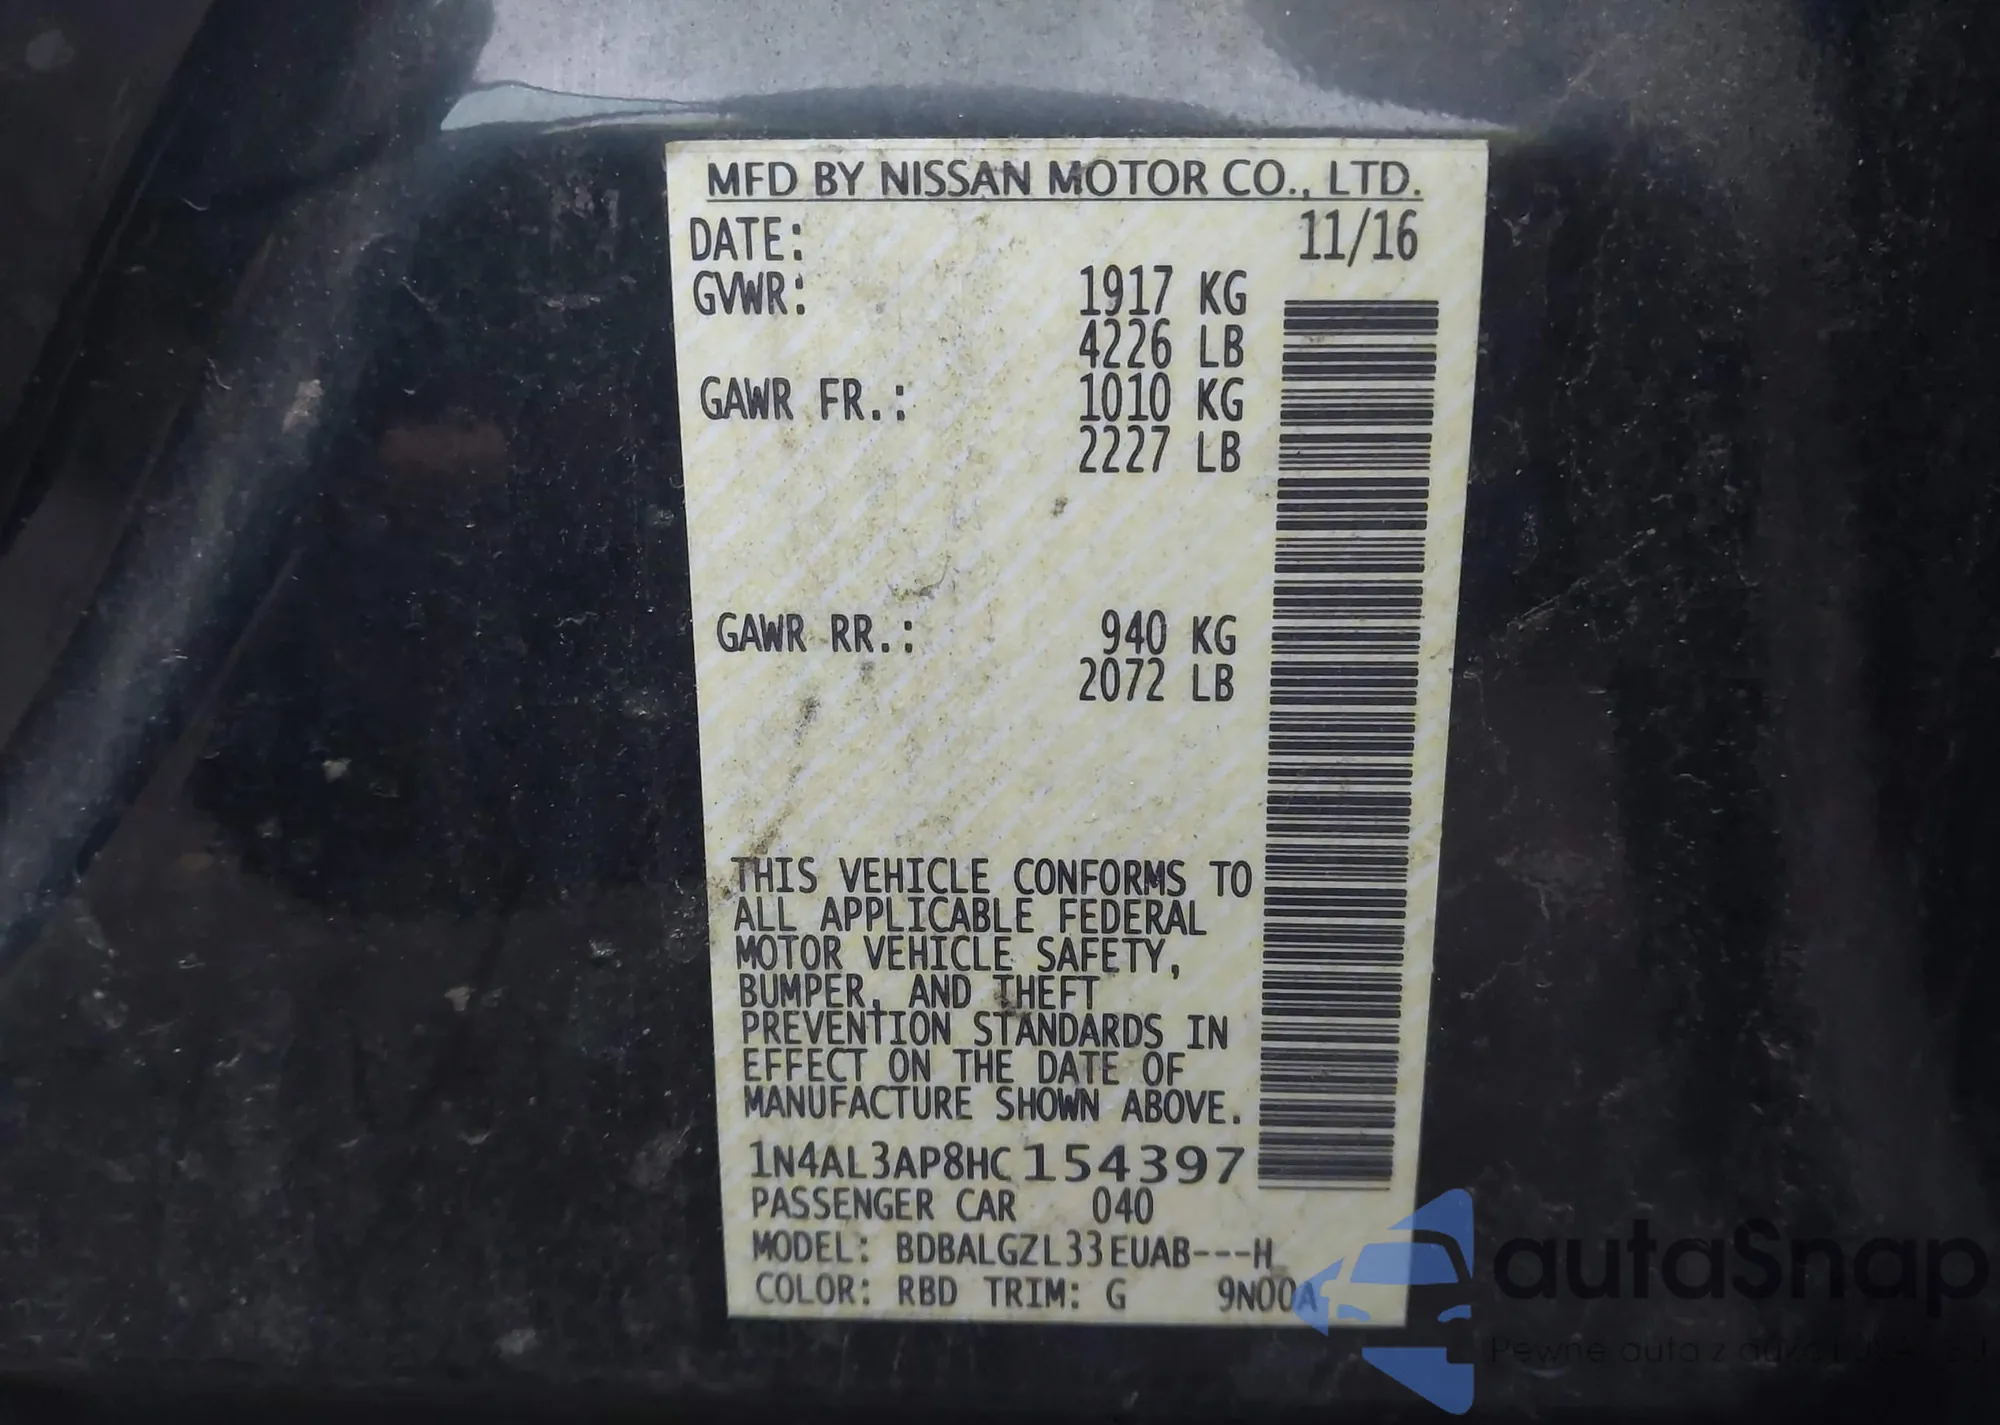 MFD BY NISSAN MOTOR CO., LTD.
DATE: 11/16
GVWR: 1917 KG
4226 LB
GAWR FR.: 1010 KG
2227 LB
GAWR RR.: 940 KG
2072 LB
THIS VEHICLE CONFORMS TO
ALL APPLICABLE FEDERAL
MOTOR VEHICLE SAFETY,
BUMPER, AND THEFT
PREVENTION STANDARDS IN
EFFECT ON THE DATE OF
MANUFACTURE SHOWN ABOVE.
1N4AL3AP8HC154397
PASSENGER CAR 040
MODEL: BDBALGZL33EUAB---H
COLOR: RBD TRIM: G 9N00A
autaSnap
Pewne auta z